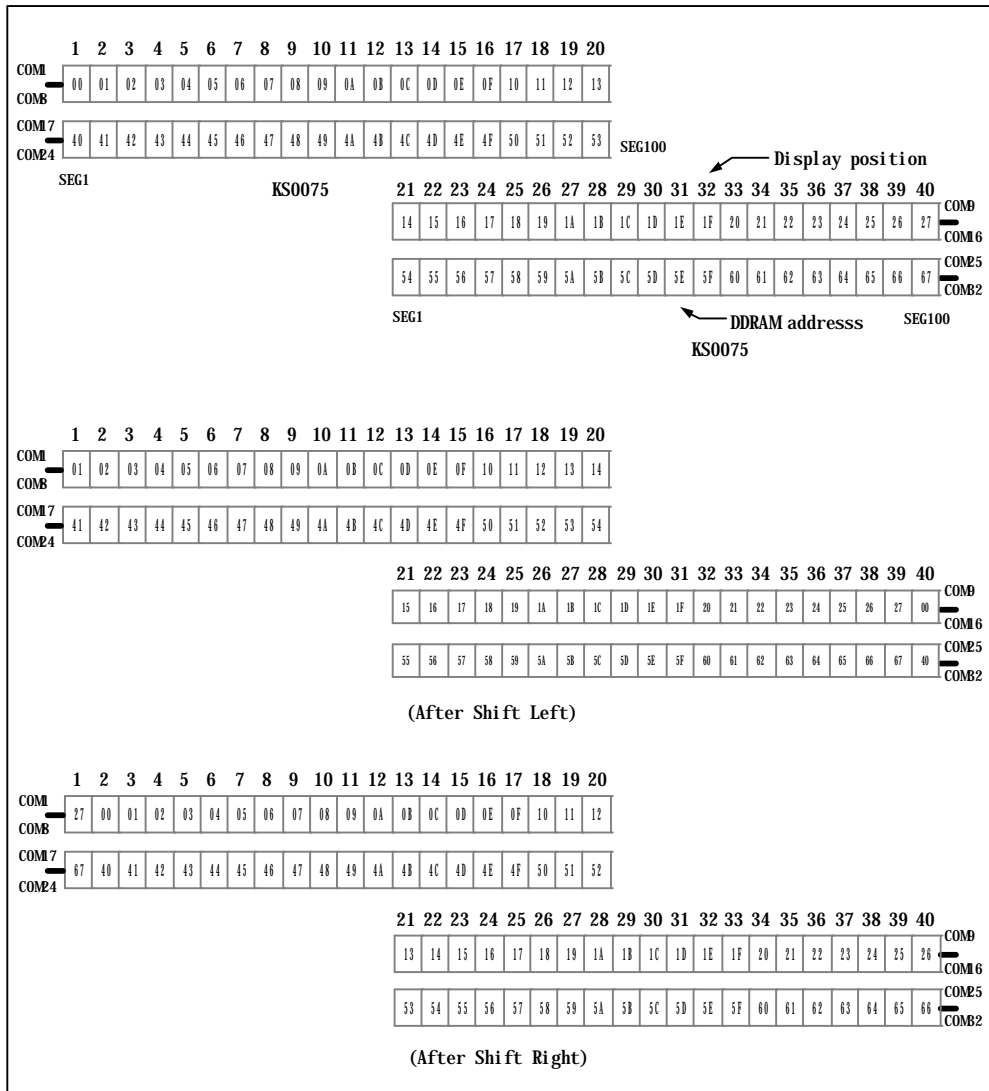 1 2 3 4 5 6 7 8 9 10 11 12 13 14 15 16 17 18 19 20
COM1
00 01 02 03 04 05 06 07 08 09 0A 0B 0C 0D 0E 0F 10 11 12 13
COM8
COM17
40 41 42 43 44 45 46 47 48 49 4A 4B 4C 4D 4E 4F 50 51 52 53
COM24
SEG1
SEG100
KS0075
Display position
21 22 23 24 25 26 27 28 29 30 31 32 33 34 35 36 37 38 39 40
COM9
14 15 16 17 18 19 1A 1B 1C 1D 1E 1F 20 21 22 23 24 25 26 27
COM16
COM25
54 55 56 57 58 59 5A 5B 5C 5D 5E 5F 60 61 62 63 64 65 66 67
COM32
SEG1
DDRAM addresss
SEG100
KS0075
1 2 3 4 5 6 7 8 9 10 11 12 13 14 15 16 17 18 19 20
COM1
01 02 03 04 05 06 07 08 09 0A 0B 0C 0D 0E 0F 10 11 12 13 14
COM8
COM17
41 42 43 44 45 46 47 48 49 4A 4B 4C 4D 4E 4F 50 51 52 53 54
COM24
21 22 23 24 25 26 27 28 29 30 31 32 33 34 35 36 37 38 39 40
COM9
15 16 17 18 19 1A 1B 1C 1D 1E 1F 20 21 22 23 24 25 26 27 00
COM16
COM25
55 56 57 58 59 5A 5B 5C 5D 5E 5F 60 61 62 63 64 65 66 67 40
COM32
(After Shift Left)
1 2 3 4 5 6 7 8 9 10 11 12 13 14 15 16 17 18 19 20
COM1
27 00 01 02 03 04 05 06 07 08 09 0A 0B 0C 0D 0E 0F 10 11 12
COM8
COM17
67 40 41 42 43 44 45 46 47 48 49 4A 4B 4C 4D 4E 4F 50 51 52
COM24
21 22 23 24 25 26 27 28 29 30 31 32 33 34 35 36 37 38 39 40
COM9
13 14 15 16 17 18 19 1A 1B 1C 1D 1E 1F 20 21 22 23 24 25 26
COM16
COM25
53 54 55 56 57 58 59 5A 5B 5C 5D 5E 5F 60 61 62 63 64 65 66
COM32
(After Shift Right)